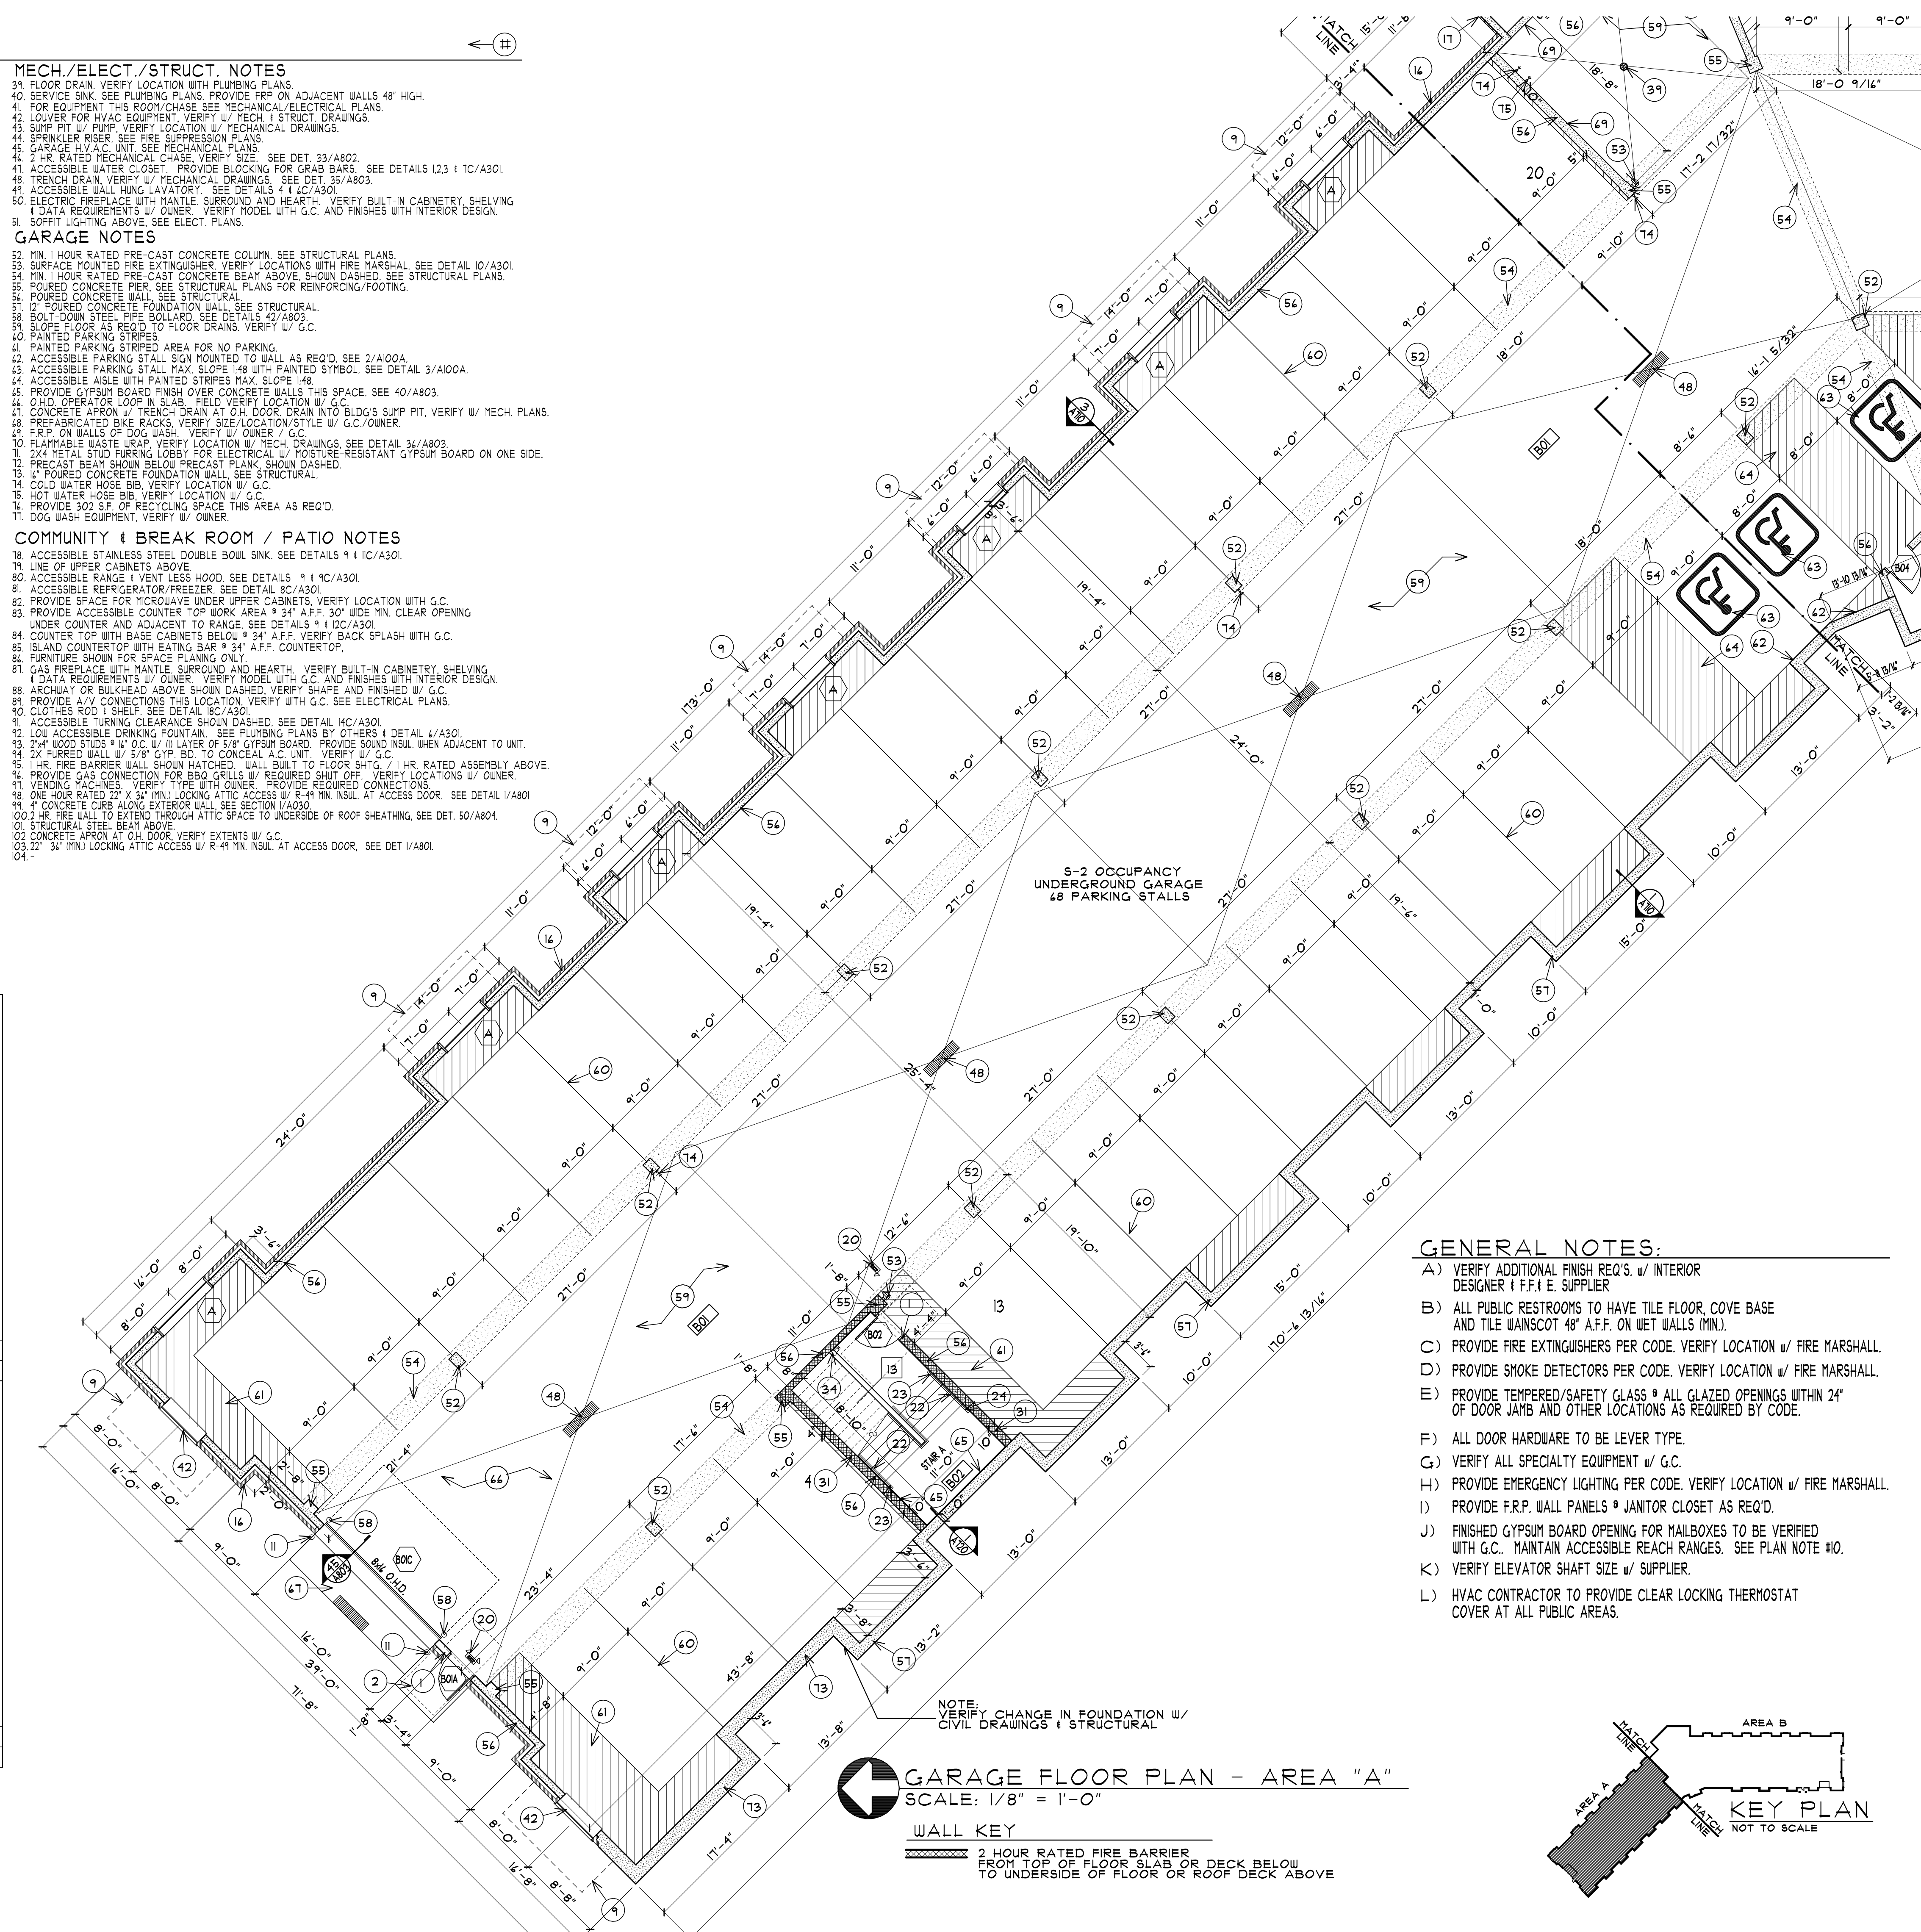 #
MECH./ELECT./STRUCT. NOTES
39. FLOOR DRAIN. VERIFY LOCATION WITH PLUMBING PLANS.
40. SERVICE SINK. SEE PLUMBING PLANS. PROVIDE FRP ON ADJACENT WALLS 48" HIGH.
41. FOR EQUIPMENT THIS ROOM/CHASE SEE MECHANICAL/ELECTRICAL PLANS.
42. LOUVER FOR HVAC EQUIPMENT, VERIFY W/ MECH. & STRUCT. DRAWINGS.
43. SUMP PIT W/ PUMP, VERIFY LOCATION W/ MECHANICAL DRAWINGS.
44. SPRINKLER RISER. SEE FIRE SUPPRESSION PLANS.
45. GARAGE H.V.A.C. UNIT. SEE MECHANICAL PLANS.
46. 2 HR. RATED MECHANICAL CHASE, VERIFY SIZE. SEE DET. 33/A802.
47. ACCESSIBLE WATER CLOSET. PROVIDE BLOCKING FOR GRAB BARS. SEE DETAILS 1,2,3 & 7C/A301.
48. TRENCH DRAIN, VERIFY W/ MECHANICAL DRAWINGS. SEE DET. 35/A803.
49. ACCESSIBLE WALL HUNG LAVATORY. SEE DETAILS 4 & 6C/A301.
50. ELECTRIC FIREPLACE WITH MANTLE. SURROUND AND HEARTH. VERIFY BUILT-IN CABINETRY, SHELVING
& DATA REQUIREMENTS W/ OWNER. VERIFY MODEL WITH G.C. AND FINISHES WITH INTERIOR DESIGN.
51. SOFFIT LIGHTING ABOVE, SEE ELECT. PLANS.
GARAGE NOTES
52. MIN. 1 HOUR RATED PRE-CAST CONCRETE COLUMN. SEE STRUCTURAL PLANS.
53. SURFACE MOUNTED FIRE EXTINGUISHER. VERIFY LOCATIONS WITH FIRE MARSHAL. SEE DETAIL 10/A301.
54. MIN. 1 HOUR RATED PRE-CAST CONCRETE BEAM ABOVE, SHOWN DASHED. SEE STRUCTURAL PLANS.
55. POURED CONCRETE PIER, SEE STRUCTURAL PLANS FOR REINFORCING/FOOTING.
56. POURED CONCRETE WALL, SEE STRUCTURAL.
57. 12" POURED CONCRETE FOUNDATION WALL, SEE STRUCTURAL.
58. BOLT-DOWN STEEL PIPE BOLLARD. SEE DETAILS 42/A803.
59. SLOPE FLOOR AS REQ'D TO FLOOR DRAINS. VERIFY W/ G.C.
60. PAINTED PARKING STRIPES.
61. PAINTED PARKING STRIPED AREA FOR NO PARKING.
62. ACCESSIBLE PARKING STALL SIGN MOUNTED TO WALL AS REQ'D. SEE 2/A100A.
63. ACCESSIBLE PARKING STALL MAX. SLOPE 1:48 WITH PAINTED SYMBOL. SEE DETAIL 3/A100A.
64. ACCESSIBLE AISLE WITH PAINTED STRIPES MAX. SLOPE 1:48.
65. PROVIDE GYPSUM BOARD FINISH OVER CONCRETE WALLS THIS SPACE. SEE 40/A803.
66. O.H.D. OPERATOR LOOP IN SLAB. FIELD VERIFY LOCATION W/ G.C.
67. CONCRETE APRON w/ TRENCH DRAIN AT O.H. DOOR. DRAIN INTO BLDG'S SUMP PIT, VERIFY W/ MECH. PLANS.
68. PREFABRICATED BIKE RACKS, VERIFY SIZE/LOCATION/STYLE W/ G.C./OWNER.
69. F.R.P. ON WALLS OF DOG WASH. VERIFY W/ OWNER / G.C.
70. FLAMMABLE WASTE WRAP, VERIFY LOCATION W/ MECH. DRAWINGS, SEE DETAIL 36/A803.
71. 2X4 METAL STUD FURRING LOBBY FOR ELECTRICAL W/ MOISTURE-RESISTANT GYPSUM BOARD ON ONE SIDE.
72. PRECAST BEAM SHOWN BELOW PRECAST PLANK, SHOWN DASHED.
73. 16" POURED CONCRETE FOUNDATION WALL, SEE STRUCTURAL.
74. COLD WATER HOSE BIB, VERIFY LOCATION W/ G.C.
75. HOT WATER HOSE BIB, VERIFY LOCATION W/ G.C.
76. PROVIDE 302 S.F. OF RECYCLING SPACE THIS AREA AS REQ'D.
77. DOG WASH EQUIPMENT, VERIFY W/ OWNER.
COMMUNITY & BREAK ROOM / PATIO NOTES
78. ACCESSIBLE STAINLESS STEEL DOUBLE BOWL SINK. SEE DETAILS 9 & 11C/A301.
79. LINE OF UPPER CABINETS ABOVE.
80. ACCESSIBLE RANGE & VENT LESS HOOD. SEE DETAILS 9 & 9C/A301.
81. ACCESSIBLE REFRIGERATOR/FREEZER. SEE DETAIL 8C/A301.
82. PROVIDE SPACE FOR MICROWAVE UNDER UPPER CABINETS, VERIFY LOCATION WITH G.C.
83. PROVIDE ACCESSIBLE COUNTER TOP WORK AREA @ 34" A.F.F. 30" WIDE MIN. CLEAR OPENING
UNDER COUNTER AND ADJACENT TO RANGE. SEE DETAILS 9 & 12C/A301.
84. COUNTER TOP WITH BASE CABINETS BELOW @ 34" A.F.F. VERIFY BACK SPLASH WITH G.C.
85. ISLAND COUNTERTOP WITH EATING BAR @ 34" A.F.F. COUNTERTOP,
86. FURNITURE SHOWN FOR SPACE PLANING ONLY.
87. GAS FIREPLACE WITH MANTLE, SURROUND AND HEARTH. VERIFY BUILT-IN CABINETRY, SHELVING
& DATA REQUIREMENTS W/ OWNER. VERIFY MODEL WITH G.C. AND FINISHES WITH INTERIOR DESIGN.
88. ARCHWAY OR BULKHEAD ABOVE SHOWN DASHED, VERIFY SHAPE AND FINISHED W/ G.C.
89. PROVIDE A/V CONNECTIONS THIS LOCATION. VERIFY WITH G.C. SEE ELECTRICAL PLANS.
90. CLOTHES ROD & SHELF. SEE DETAIL 18C/A301.
91. ACCESSIBLE TURNING CLEARANCE SHOWN DASHED. SEE DETAIL 14C/A301.
92. LOW ACCESSIBLE DRINKING FOUNTAIN. SEE PLUMBING PLANS BY OTHERS & DETAIL 6/A301.
93. 2"x4" WOOD STUDS @ 16" O.C. W/ (1) LAYER OF 5/8" GYPSUM BOARD. PROVIDE SOUND INSUL. WHEN ADJACENT TO UNIT.
94. 2X FURRED WALL W/ 5/8" GYP. BD. TO CONCEAL A.C. UNIT. VERIFY W/ G.C.
95. 1 HR. FIRE BARRIER WALL SHOWN HATCHED. WALL BUILT TO FLOOR SHTG. / 1 HR. RATED ASSEMBLY ABOVE.
96. PROVIDE GAS CONNECTION FOR BBQ GRILLS W/ REQUIRED SHUT OFF. VERIFY LOCATIONS W/ OWNER.
97. VENDING MACHINES. VERIFY TYPE WITH OWNER. PROVIDE REQUIRED CONNECTIONS.
98. ONE HOUR RATED 22" X 36" (MIN.) LOCKING ATTIC ACCESS W/ R-49 MIN. INSUL. AT ACCESS DOOR. SEE DETAIL 1/A801
99. 4" CONCRETE CURB ALONG EXTERIOR WALL, SEE SECTION 1/A030.
100. 2 HR. FIRE WALL TO EXTEND THROUGH ATTIC SPACE TO UNDERSIDE OF ROOF SHEATHING, SEE DET. 50/A804.
101. STRUCTURAL STEEL BEAM ABOVE.
102 CONCRETE APRON AT O.H. DOOR, VERIFY EXTENTS W/ G.C.
103. 22" 36" (MIN.) LOCKING ATTIC ACCESS W/ R-49 MIN. INSUL. AT ACCESS DOOR, SEE DET 1/A801.
104. -
MATCH
LINE
S-2 OCCUPANCY
UNDERGROUND GARAGE
68 PARKING STALLS
173'-0"
170'-6 13/16"
71'-8"
39'-0"
43'-8"
24'-0"
25'-4"
STAIR A
B02
B01
B01C
B01A
B04
8x16 O.H.D.
MATCH
LINE
NOTE:
VERIFY CHANGE IN FOUNDATION W/
CIVIL DRAWINGS & STRUCTURAL
GENERAL NOTES:
A) VERIFY ADDITIONAL FINISH REQ'S. w/ INTERIOR
DESIGNER & F.F.& E. SUPPLIER
B) ALL PUBLIC RESTROOMS TO HAVE TILE FLOOR, COVE BASE
AND TILE WAINSCOT 48" A.F.F. ON WET WALLS (MIN.).
C) PROVIDE FIRE EXTINGUISHERS PER CODE. VERIFY LOCATION w/ FIRE MARSHALL.
D) PROVIDE SMOKE DETECTORS PER CODE. VERIFY LOCATION w/ FIRE MARSHALL.
E) PROVIDE TEMPERED/SAFETY GLASS @ ALL GLAZED OPENINGS WITHIN 24"
OF DOOR JAMB AND OTHER LOCATIONS AS REQUIRED BY CODE.
F) ALL DOOR HARDWARE TO BE LEVER TYPE.
G) VERIFY ALL SPECIALTY EQUIPMENT w/ G.C.
H) PROVIDE EMERGENCY LIGHTING PER CODE. VERIFY LOCATION w/ FIRE MARSHALL.
I) PROVIDE F.R.P. WALL PANELS @ JANITOR CLOSET AS REQ'D.
J) FINISHED GYPSUM BOARD OPENING FOR MAILBOXES TO BE VERIFIED
WITH G.C.. MAINTAIN ACCESSIBLE REACH RANGES. SEE PLAN NOTE #10.
K) VERIFY ELEVATOR SHAFT SIZE w/ SUPPLIER.
L) HVAC CONTRACTOR TO PROVIDE CLEAR LOCKING THERMOSTAT
COVER AT ALL PUBLIC AREAS.
GARAGE FLOOR PLAN - AREA "A"
SCALE: 1/8" = 1'-0"
WALL KEY
2 HOUR RATED FIRE BARRIER
FROM TOP OF FLOOR SLAB OR DECK BELOW
TO UNDERSIDE OF FLOOR OR ROOF DECK ABOVE
MATCH
LINE
AREA B
AREA A
MATCH
LINE
KEY PLAN
NOT TO SCALE